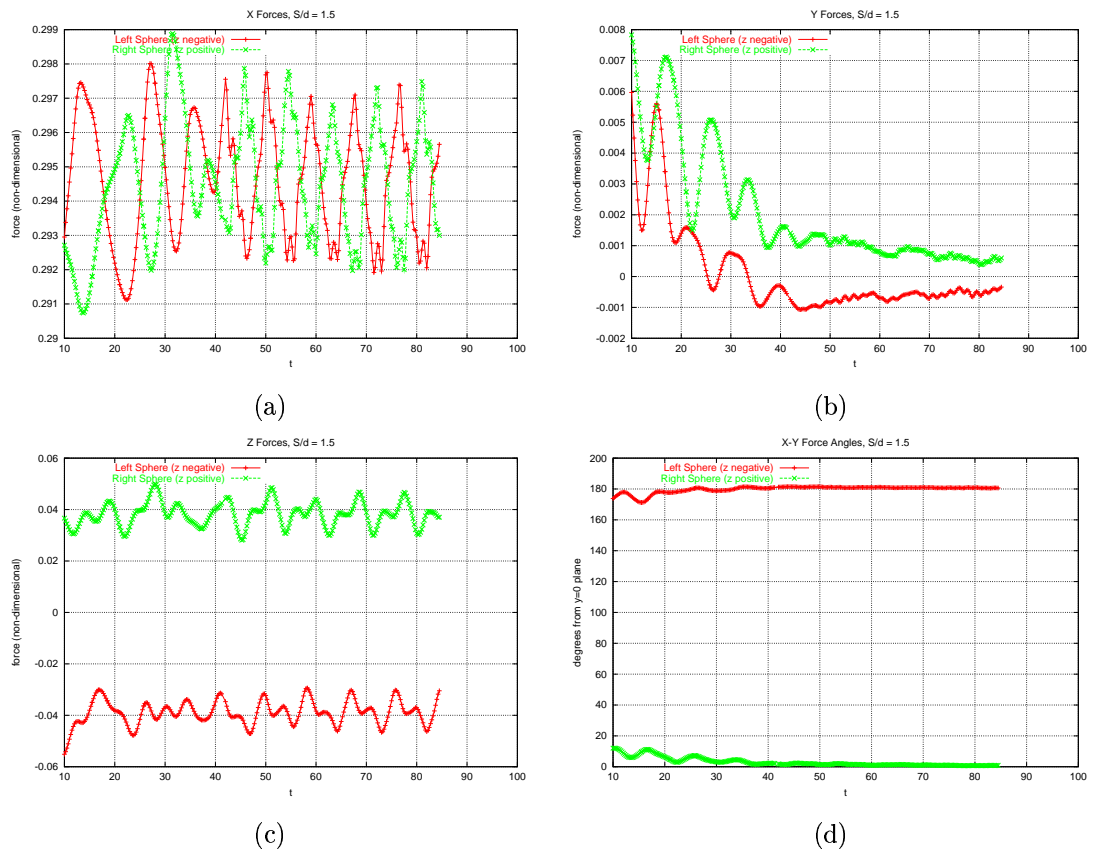 X Forces, S/d = 1.5
Left Sphere (z negative)
Right Sphere (z positive)
force (non-dimensional)
0.299
0.298
0.297
0.296
0.295
0.294
0.293
0.292
0.291
0.29
10 20 30 40 50 60 70 80 90 100
t
(a)
Y Forces, S/d = 1.5
Left Sphere (z negative)
Right Sphere (z positive)
force (non-dimensional)
0.008
0.007
0.006
0.005
0.004
0.003
0.002
0.001
0
-0.001
-0.002
10 20 30 40 50 60 70 80 90 100
t
(b)
Z Forces, S/d = 1.5
Left Sphere (z negative)
Right Sphere (z positive)
force (non-dimensional)
0.06
0.04
0.02
0
-0.02
-0.04
-0.06
10 20 30 40 50 60 70 80 90 100
t
(c)
X-Y Force Angles, S/d = 1.5
Left Sphere (z negative)
Right Sphere (z positive)
degrees from y=0 plane
200
180
160
140
120
100
80
60
40
20
0
10 20 30 40 50 60 70 80 90 100
t
(d)